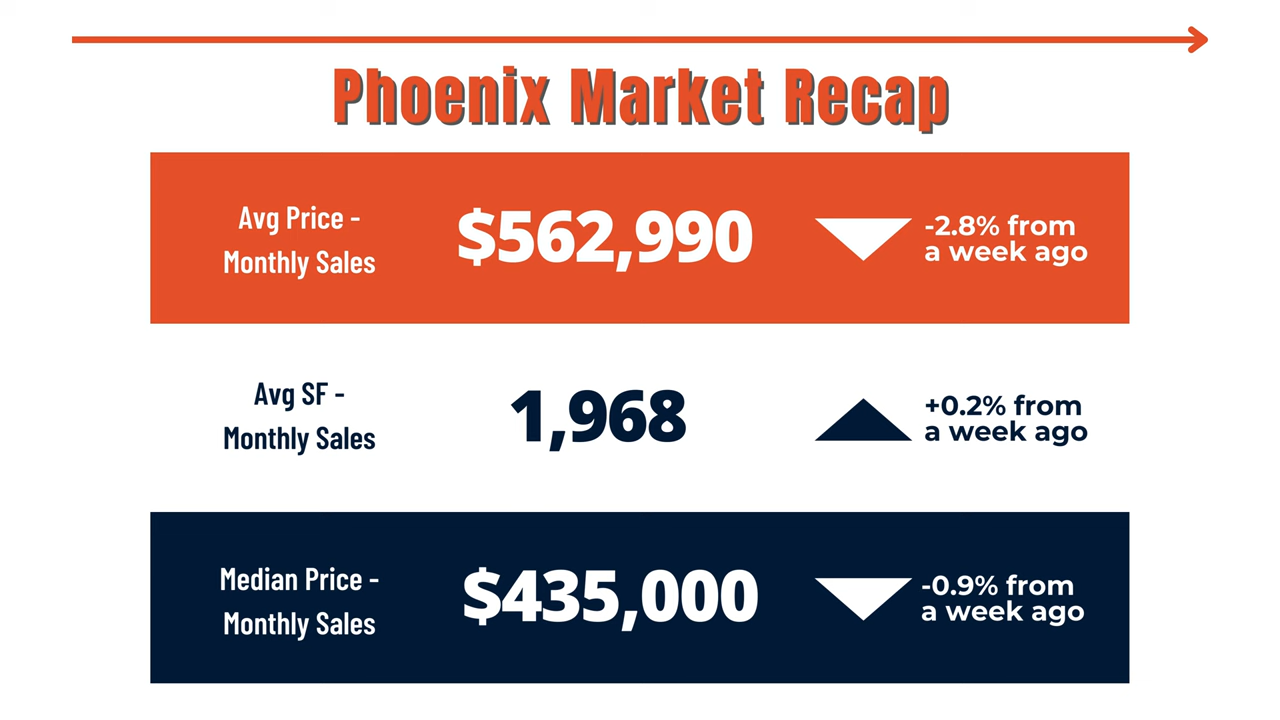 Phoenix Market Recap
Avg Price -
Monthly Sales
$562,990
-2.8% from
a week ago
Avg SF -
Monthly Sales
1,968
+0.2% from
a week ago
Median Price -
Monthly Sales
$435,000
-0.9% from
a week ago